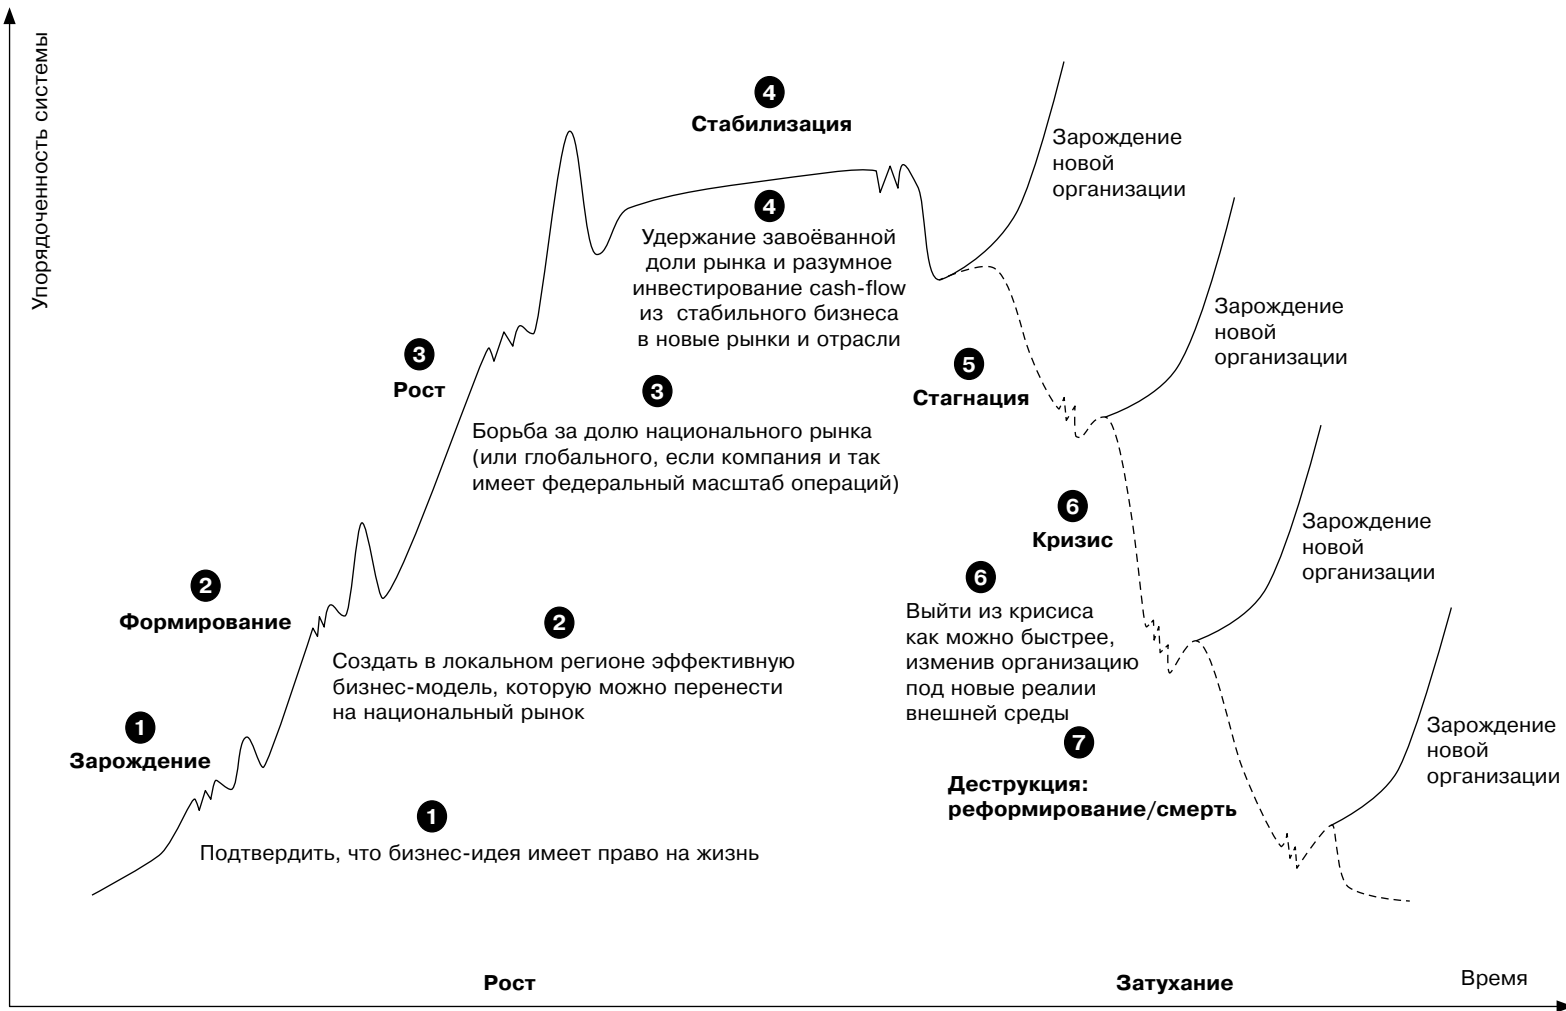 Упорядоченность системы
4
Стабилизация
4
Удержание завоёванной
доли рынка и разумное
инвестирование cash-flow
из стабильного бизнеса
в новые рынки и отрасли
Зарождение
новой
организации
Зарождение
новой
организации
3
Рост
3
Борьба за долю национального рынка
(или глобального, если компания и так
имеет федеральный масштаб операций)
5
Стагнация
6
Кризис
Зарождение
новой
организации
2
Формирование
2
Создать в локальном регионе эффективную
бизнес-модель, которую можно перенести
на национальный рынок
6
Выйти из крисиса
как можно быстрее,
изменив организацию
под новые реалии
внешней среды
1
Зарождение
1
Подтвердить, что бизнес-идея имеет право на жизнь
7
Деструкция:
реформирование/смерть
Зарождение
новой
организации
Рост
Затухание
Время